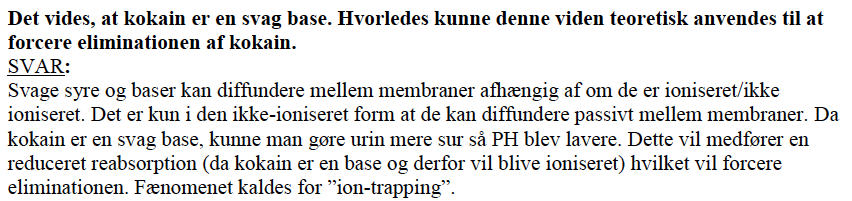 Det vides, at kokain er en svag base. Hvorledes kunne denne viden teoretisk anvendes til at
forcere eliminationen af kokain.
SVAR:
Svage syre og baser kan diffundere mellem membraner afhængig af om de er ioniseret/ikke
ioniseret. Det er kun i den ikke-ioniseret form at de kan diffundere passivt mellem membraner. Da
kokain er en svag base, kunne man gøre urin mere sur så PH blev lavere. Dette vil medfører en
reduceret reabsorption (da kokain er en base og derfor vil blive ioniseret) hvilket vil forcere
eliminationen. Fænomenet kaldes for ”ion-trapping”.